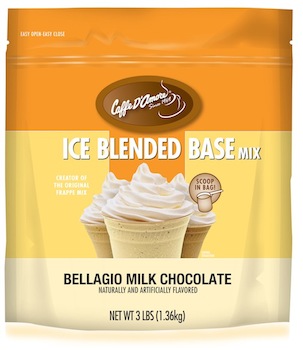 EASY OPEN·EASY CLOSE
Caffe D'Amore
Since 1968
ICE BLENDED BASE MIX
CREATOR OF
THE ORIGINAL
FRAPPE MIX
SCOOP
IN BAG!
BELLAGIO MILK CHOCOLATE
NATURALLY AND ARTIFICIALLY FLAVORED
NET WT 3 LBS (1.36kg)